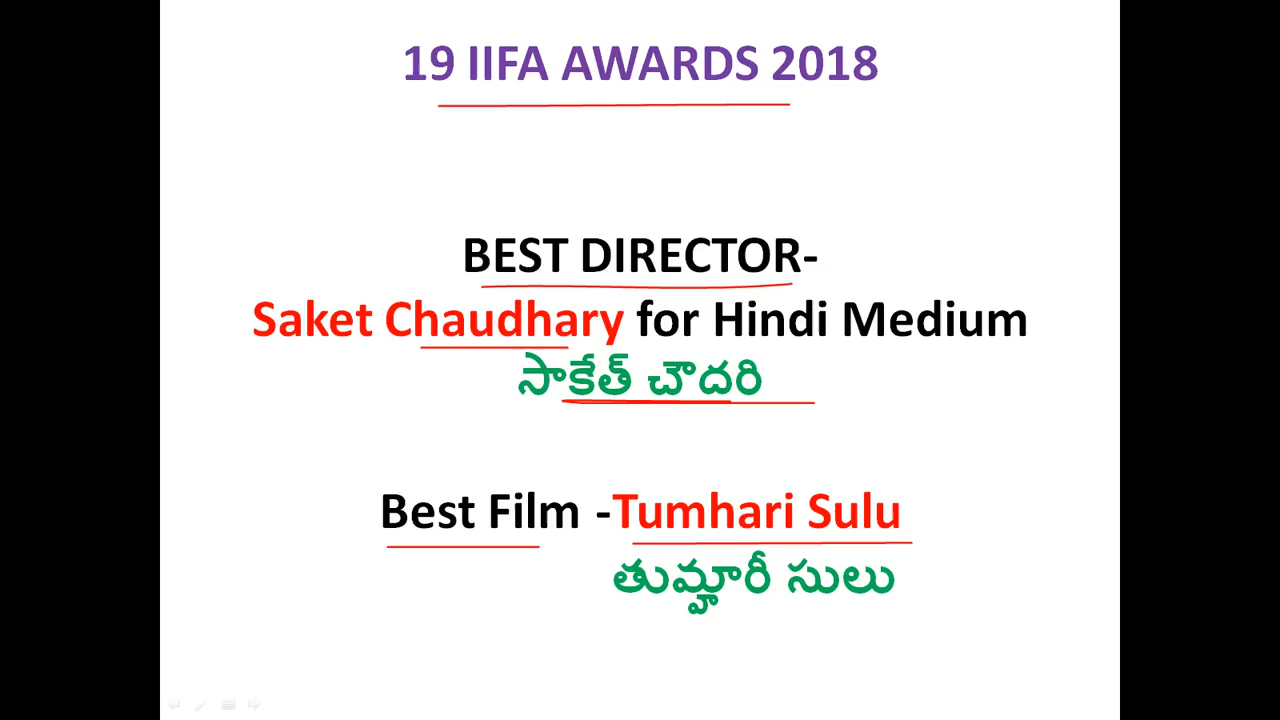 19 IIFA AWARDS 2018
BEST DIRECTOR-
Saket Chaudhary for Hindi Medium
సాకేత్ చౌదరి
Best Film -Tumhari Sulu
తుమ్హారీ సులు